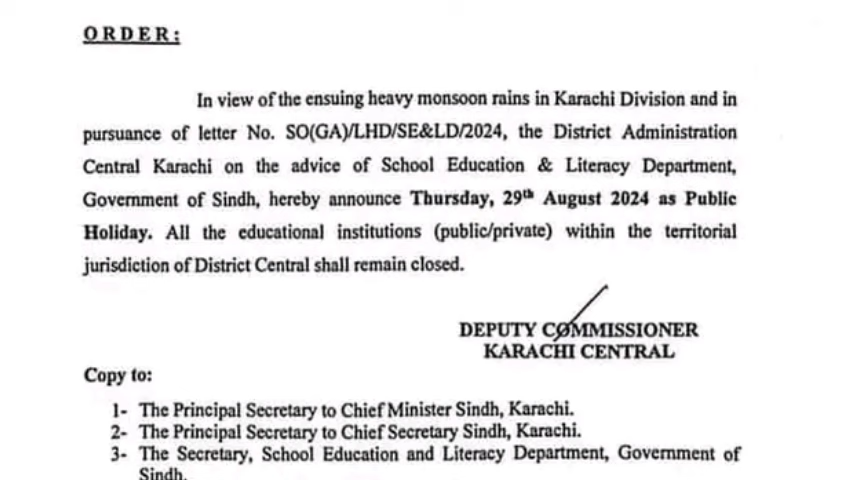 ORDER:
In view of the ensuing heavy monsoon rains in Karachi Division and in
pursuance of letter No. SO(GA)/LHD/SE&LD/2024, the District Administration
Central Karachi on the advice of School Education & Literacy Department,
Government of Sindh, hereby announce Thursday, 29th August 2024 as Public
Holiday. All the educational institutions (public/private) within the territorial
jurisdiction of District Central shall remain closed.
DEPUTY COMMISSIONER
KARACHI CENTRAL
Copy to:
1- The Principal Secretary to Chief Minister Sindh, Karachi.
2- The Principal Secretary to Chief Secretary Sindh, Karachi.
3- The Secretary, School Education and Literacy Department, Government of
Sindh.